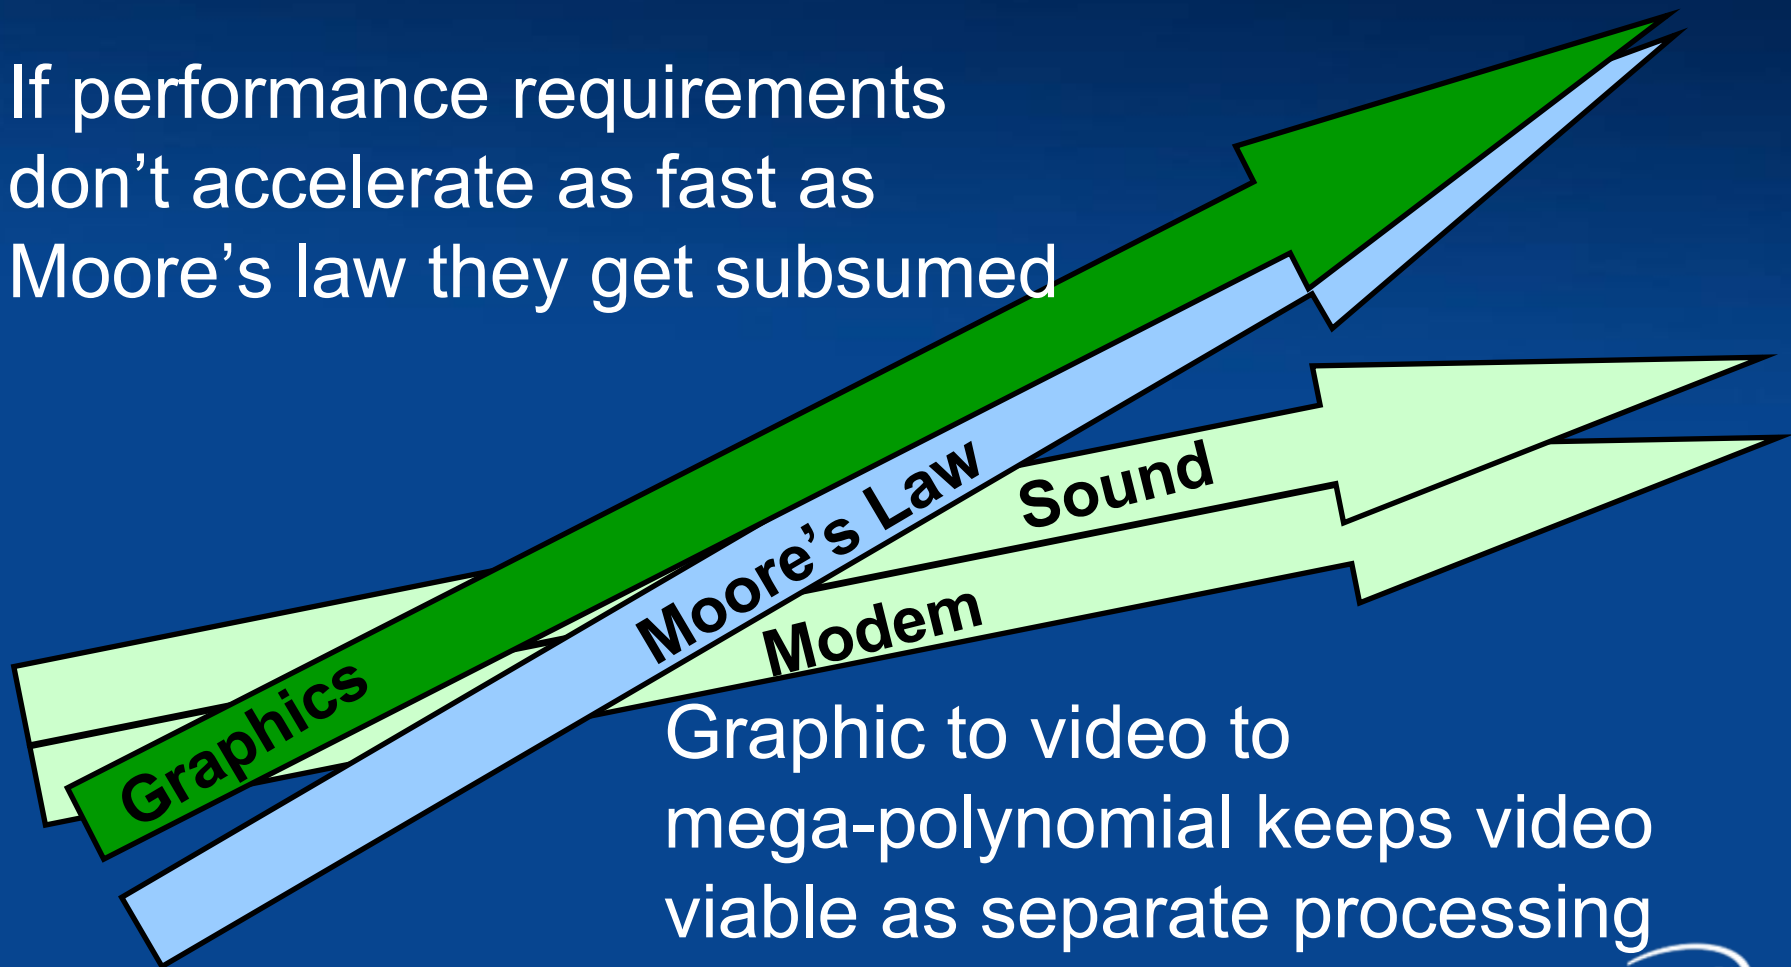 If performance requirements
don’t accelerate as fast as
Moore’s law they get subsumed
Sound
Moore’s Law
Modem
Graphics
Graphic to video to
mega-polynomial keeps video
viable as separate processing